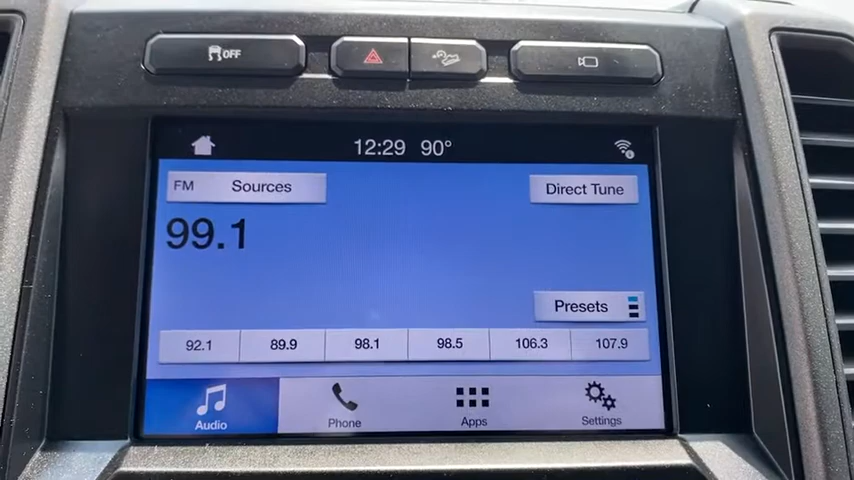 OFF
12:29 90°
FM Sources
Direct Tune
99.1
Presets
92.1 89.9 98.1 98.5 106.3 107.9
Audio Phone Apps Settings